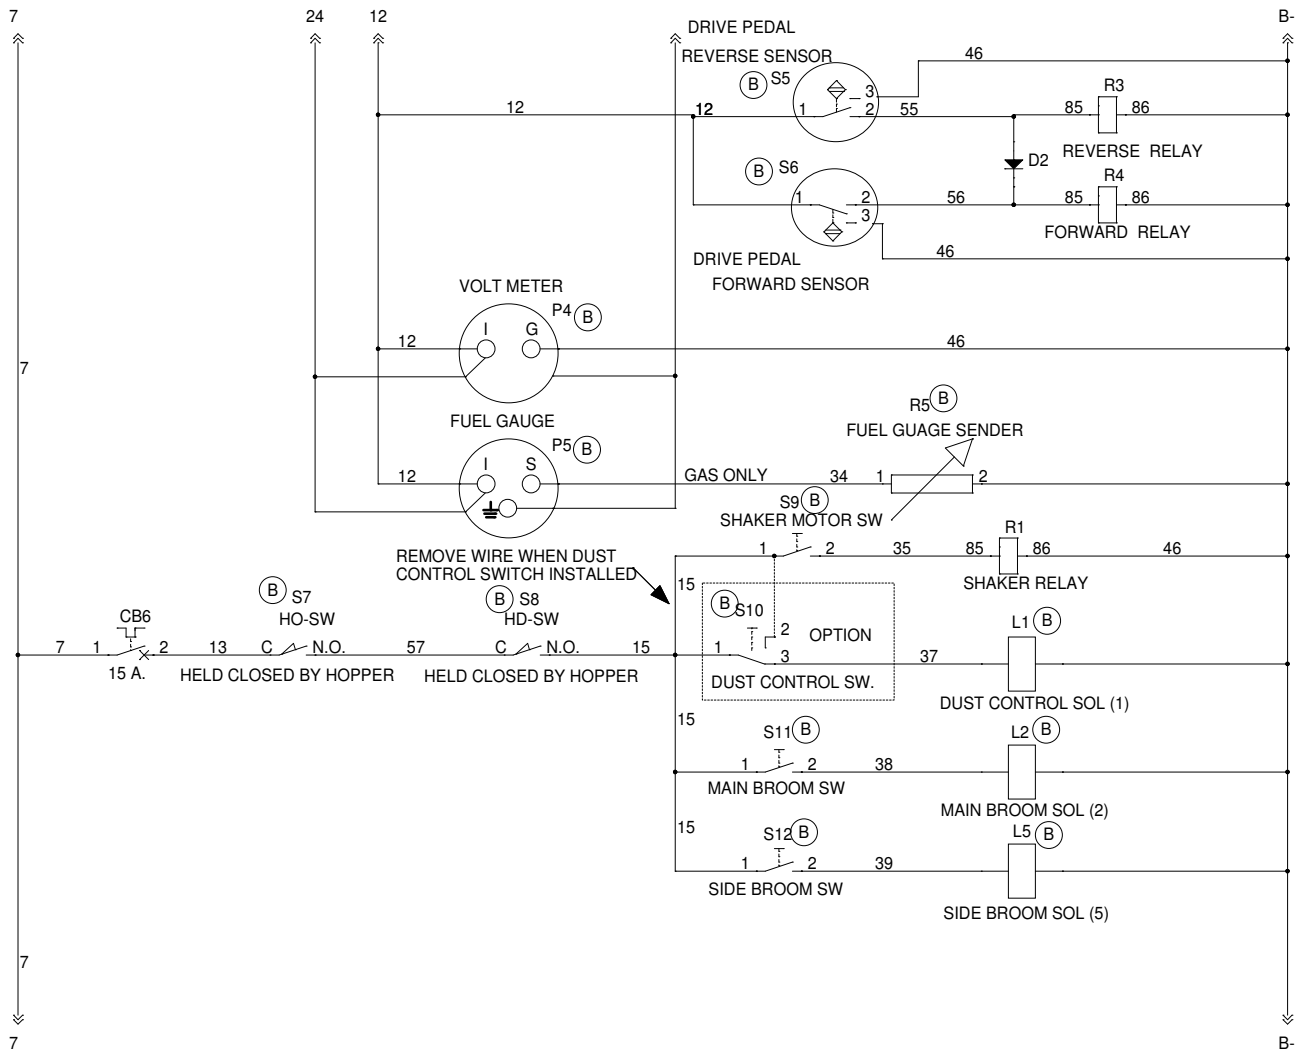 7
24
12
B-
DRIVE PEDAL
REVERSE SENSOR
46
B S5
3
R3
12
12
1
2
55
85
86
REVERSE RELAY
D2
B S6
R4
1
2
56
85
86
3
FORWARD RELAY
DRIVE PEDAL
46
FORWARD SENSOR
VOLT METER
P4 B
I
G
12
46
7
R5 B
FUEL GAUGE
FUEL GUAGE SENDER
P5 B
I
S
12
GAS ONLY
34
1
2
S9 B
SHAKER MOTOR SW
R1
REMOVE WIRE WHEN DUST
CONTROL SWITCH INSTALLED
1
2
35
85
86
46
SHAKER RELAY
15
B S7
HO-SW
B S8
HD-SW
B S10
CB6
L1 B
2
OPTION
7
1
2
13
C
N.O.
57
C
N.O.
15
1
3
37
15 A.
HELD CLOSED BY HOPPER
HELD CLOSED BY HOPPER
DUST CONTROL SW.
DUST CONTROL SOL (1)
15
S11 B
L2 B
1
2
38
MAIN BROOM SW
MAIN BROOM SOL (2)
15
S12 B
L5 B
1
2
39
SIDE BROOM SW
SIDE BROOM SOL (5)
7
7
B-